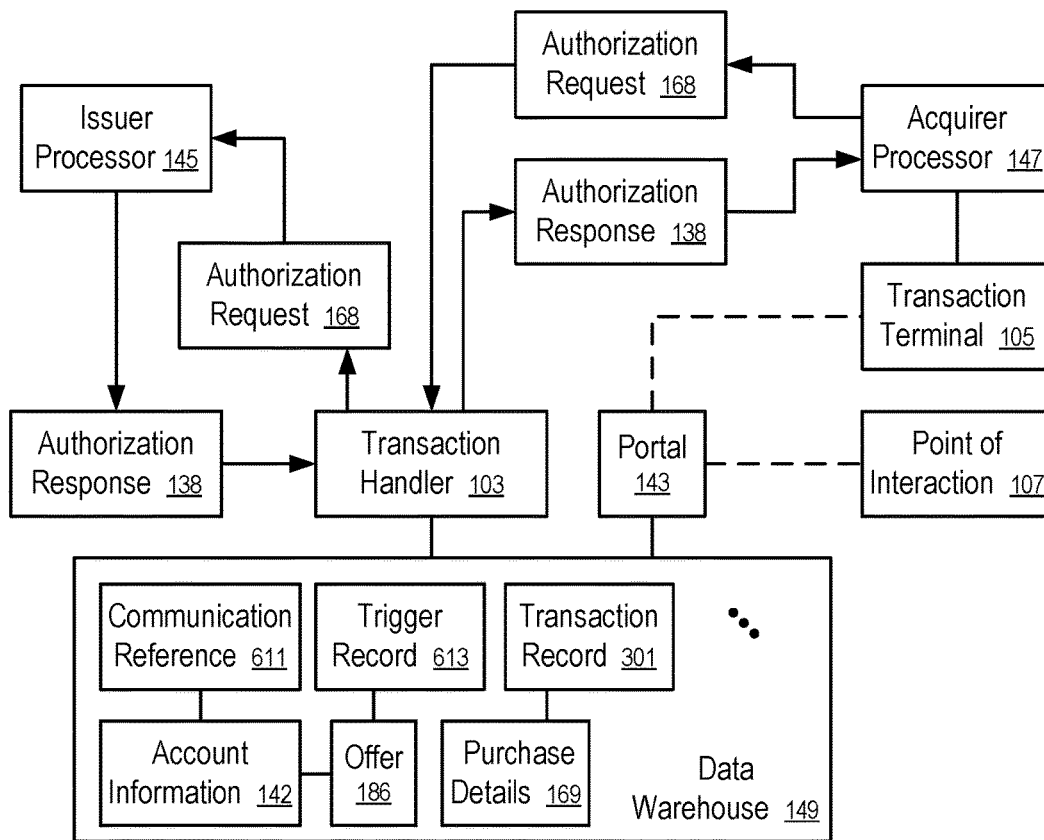 Authorization
Request 168
Issuer
Processor 145
Acquirer
Processor 147
Authorization
Response 138
Authorization
Request 168
Transaction
Terminal 105
Authorization
Response 138
Transaction
Handler 103
Portal
143
Point of
Interaction 107
Communication
Reference 611
Trigger
Record 613
Transaction
Record 301
Account
Information 142
Offer
186
Purchase
Details 169
Data
Warehouse 149